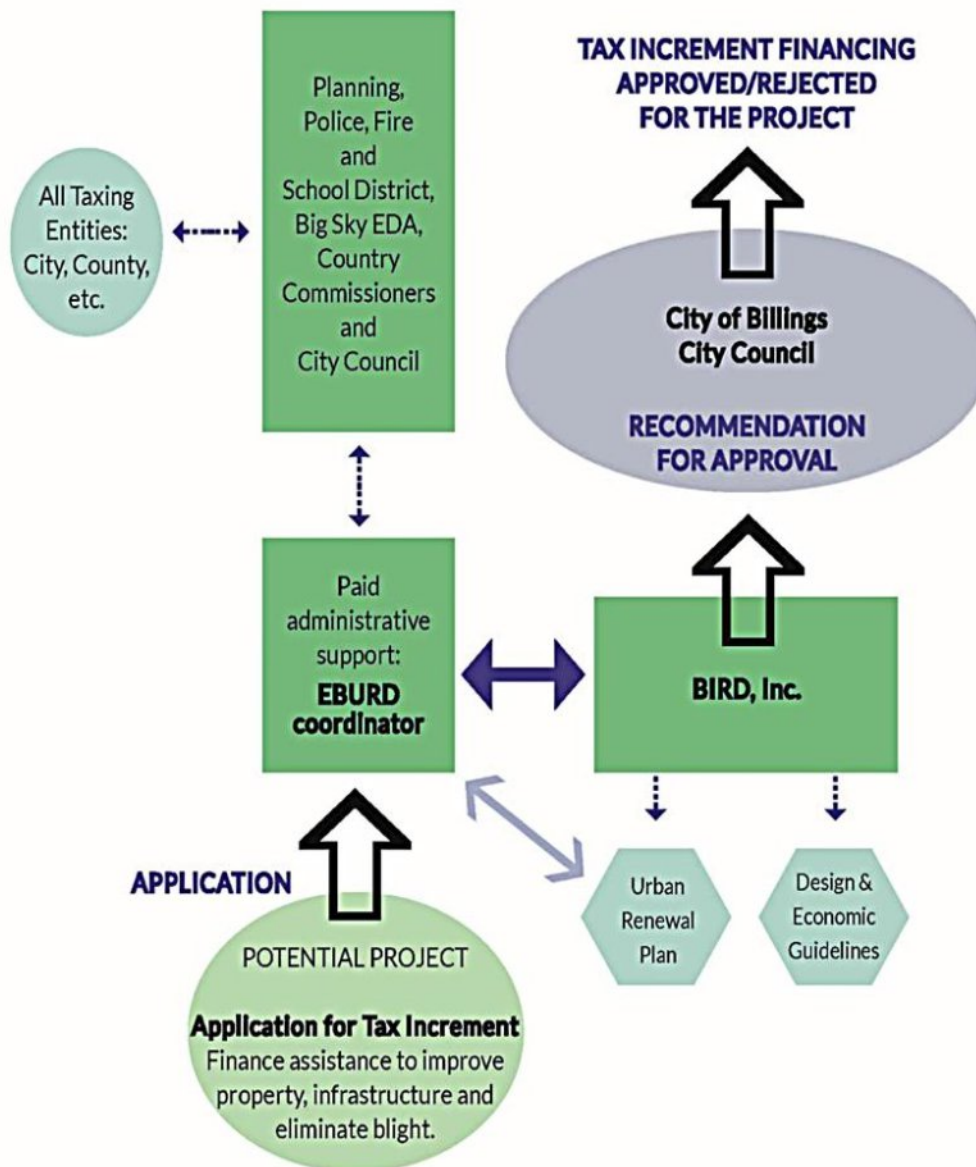 TAX INCREMENT FINANCING
APPROVED/REJECTED
FOR THE PROJECT
Planning,
Police, Fire
and
School District,
Big Sky EDA,
Country
Commissioners
and
City Council
All Taxing
Entities:
City, County,
etc.
City of Billings
City Council
RECOMMENDATION
FOR APPROVAL
Paid
administrative
support:
EBURD
coordinator
BIRD, Inc.
APPLICATION
POTENTIAL PROJECT
Application for Tax Increment
Finance assistance to improve
property, infrastructure and
eliminate blight.
Urban
Renewal
Plan
Design &
Economic
Guidelines